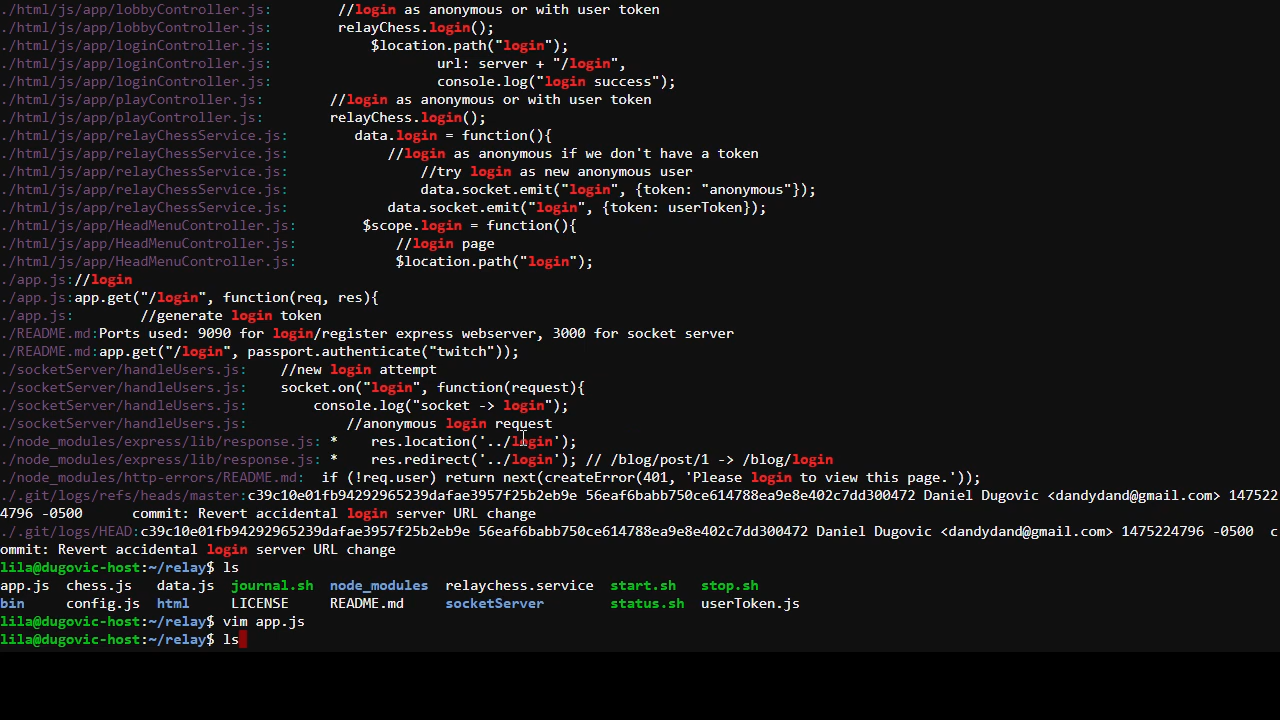 ./html/js/app/lobbyController.js:        //login as anonymous or with user token
./html/js/app/lobbyController.js:        relayChess.login();
./html/js/app/loginController.js:            $location.path("login");
./html/js/app/loginController.js:                    url: server + "/login",
./html/js/app/loginController.js:                    console.log("login success");
./html/js/app/playController.js:        //login as anonymous or with user token
./html/js/app/playController.js:        relayChess.login();
./html/js/app/relayChessService.js:        data.login = function(){
./html/js/app/relayChessService.js:            //login as anonymous if we don't have a token
./html/js/app/relayChessService.js:                //try login as new anonymous user
./html/js/app/relayChessService.js:                data.socket.emit("login", {token: "anonymous"});
./html/js/app/relayChessService.js:            data.socket.emit("login", {token: userToken});
./html/js/app/HeadMenuController.js:        $scope.login = function(){
./html/js/app/HeadMenuController.js:            //login page
./html/js/app/HeadMenuController.js:            $location.path("login");
./app.js://login
./app.js:app.get("/login", function(req, res){
./app.js:        //generate login token
./README.md:Ports used: 9090 for login/register express webserver, 3000 for socket server
./README.md:app.get("/login", passport.authenticate("twitch"));
./socketServer/handleUsers.js:    //new login attempt
./socketServer/handleUsers.js:    socket.on("login", function(request){
./socketServer/handleUsers.js:        console.log("socket -> login");
./socketServer/handleUsers.js:            //anonymous login request
./node_modules/express/lib/response.js: *    res.location('../login');
./node_modules/express/lib/response.js: *    res.redirect('../login'); // /blog/post/1 -> /blog/login
./node_modules/http-errors/README.md:  if (!req.user) return next(createError(401, 'Please login to view this page.'));
./.git/logs/refs/heads/master:c39c10e01fb94292965239dafae3957f25b2eb9e 56eaf6babb750ce614788ea9e8e402c7dd300472 Daniel Dugovic <dandydand@gmail.com> 147522
4796 -0500      commit: Revert accidental login server URL change
./.git/logs/HEAD:c39c10e01fb94292965239dafae3957f25b2eb9e 56eaf6babb750ce614788ea9e8e402c7dd300472 Daniel Dugovic <dandydand@gmail.com> 1475224796 -0500  c
ommit: Revert accidental login server URL change
lila@dugovic-host:~/relay$ ls
app.js  chess.js   data.js  journal.sh  node_modules  relaychess.service  start.sh   stop.sh
bin     config.js  html     LICENSE     README.md     socketServer        status.sh  userToken.js
lila@dugovic-host:~/relay$ vim app.js
lila@dugovic-host:~/relay$ ls